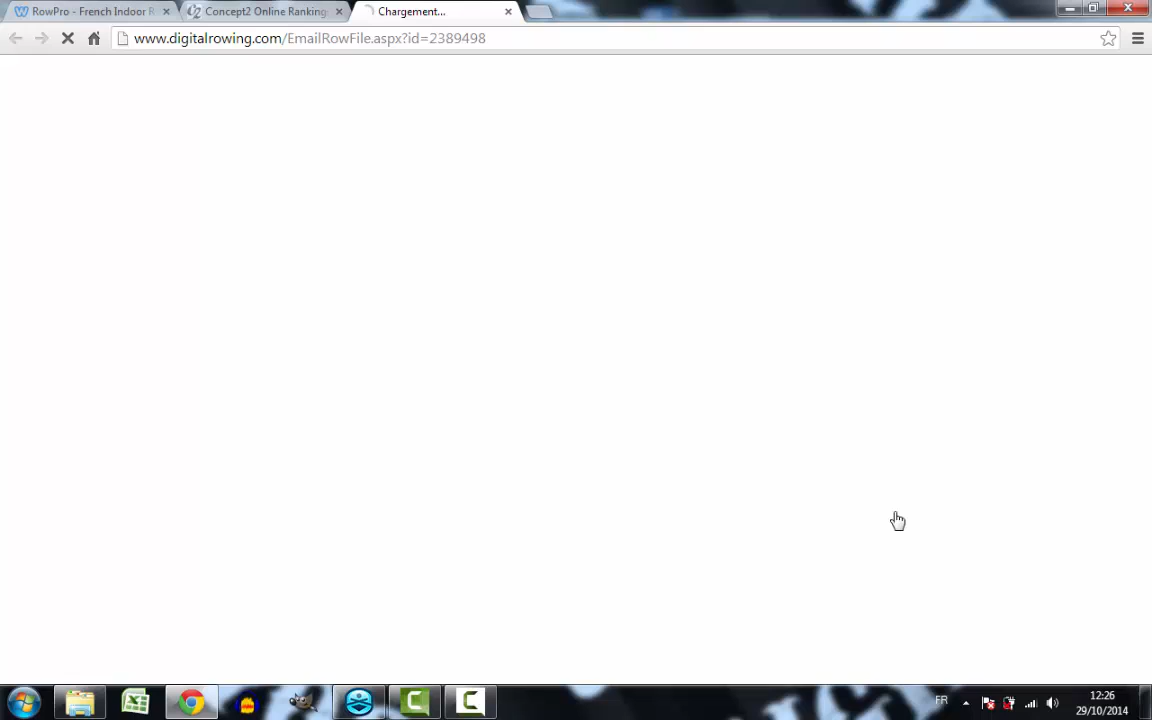 RowPro - French Indoor R
Concept2 Online Ranking
Chargement...
www.digitalrowing.com/EmailRowFile.aspx?id=2389498
FR
12:26
29/10/2014